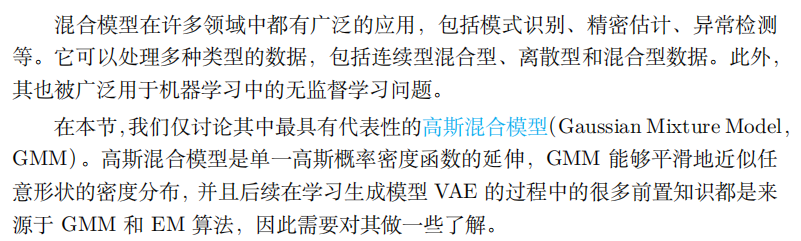 混合模型在许多领域中都有广泛的应用，包括模式识别、精密估计、异常检测
等。它可以处理多种类型的数据，包括连续型混合型、离散型和混合型数据。此外，
其也被广泛用于机器学习中的无监督学习问题。
在本节，我们仅讨论其中最具有代表性的高斯混合模型(Gaussian Mixture Model，
GMM)。高斯混合模型是单一高斯概率密度函数的延伸，GMM 能够平滑地近似任
意形状的密度分布，并且后续在学习生成模型 VAE 的过程中的很多前置知识都是来
源于 GMM 和 EM 算法，因此需要对其做一些了解。